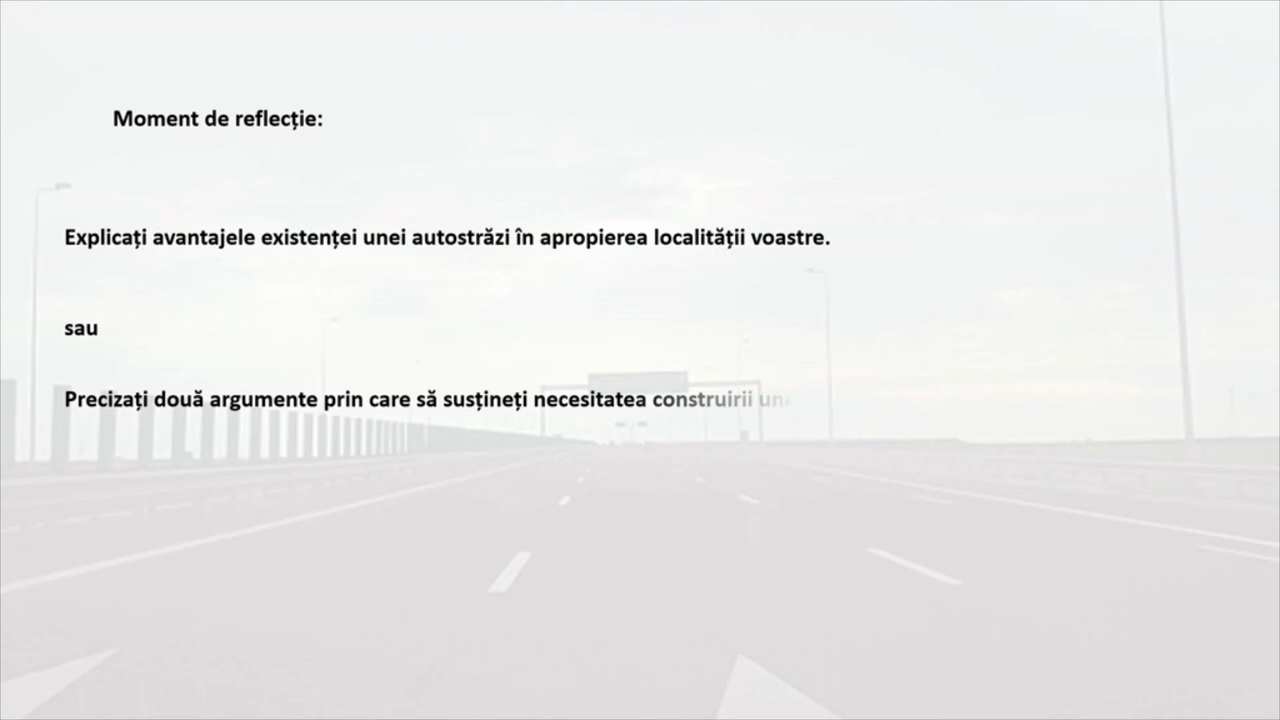 Moment de reflecție:
Explicați avantajele existenței unei autostrăzi în apropierea localității voastre.
sau
Precizați două argumente prin care să susțineți necesitatea construirii